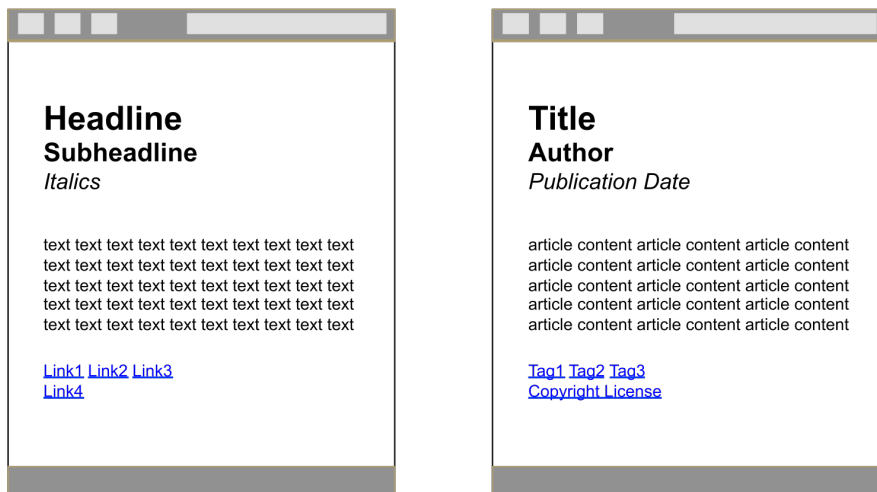 Headline
Subheadline
Italics
text text text text text text text text text text
text text text text text text text text text text
text text text text text text text text text text
text text text text text text text text text text
text text text text text text text text text text
Link1 Link2 Link3
Link4
Title
Author
Publication Date
article content article content article content
article content article content article content
article content article content article content
article content article content article content
article content article content article content
Tag1 Tag2 Tag3
Copyright License